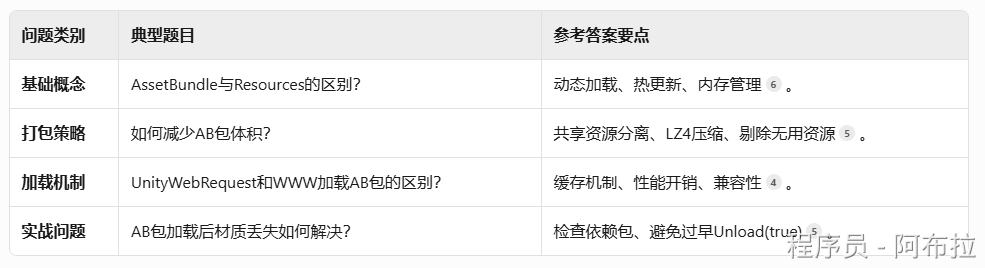 问题类别 典型题目 参考答案要点
基础概念 AssetBundle与Resources的区别？ 动态加载、热更新、内存管理 6 。
打包策略 如何减少AB包体积？ 共享资源分离、LZ4压缩、剔除无用资源 5 。
加载机制 UnityWebRequest和WWW加载AB包的区别？ 缓存机制、性能开销、兼容性 4 。
实战问题 AB包加载后材质丢失如何解决？ 检查依赖包、避免过早Unload(true) 5 。
程序员 - 阿布拉